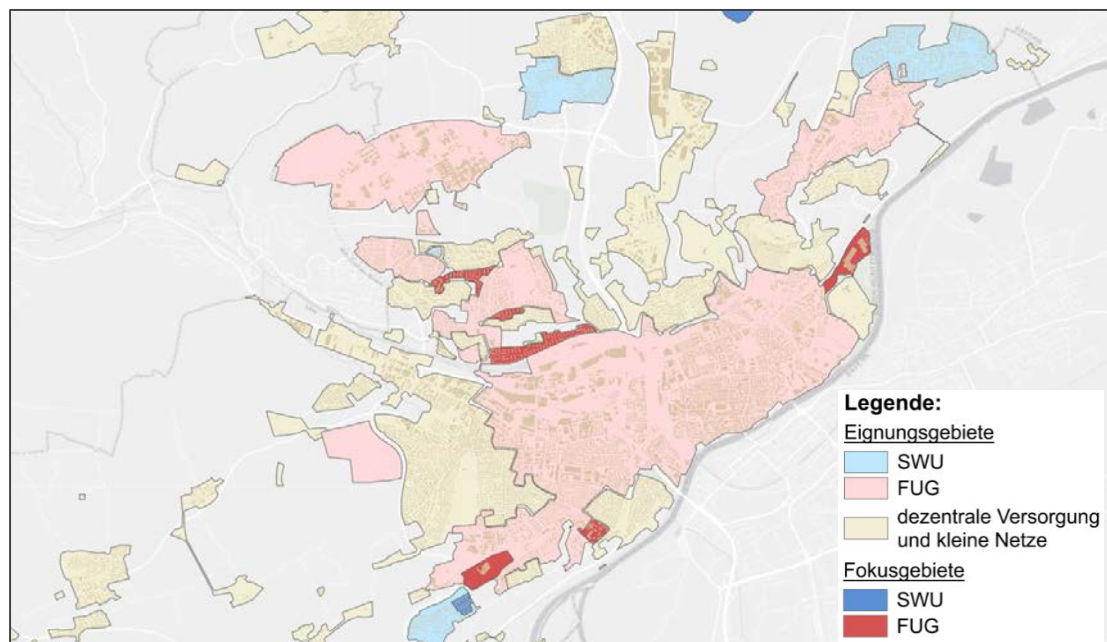 Legende:
Eignungsgebiete
SWU
FUG
dezentrale Versorgung
und kleine Netze
Fokusgebiete
SWU
FUG